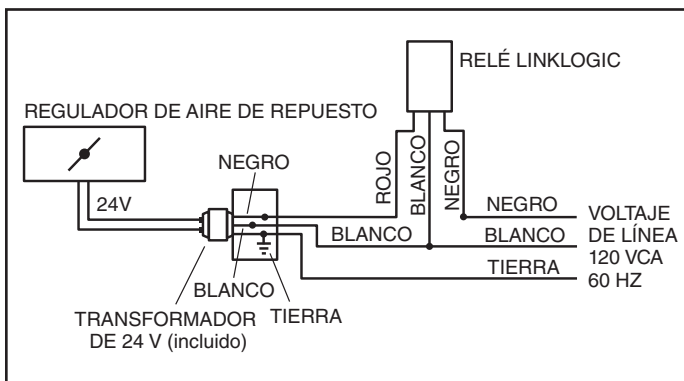 RELÉ LINKLOGIC
REGULADOR DE AIRE DE REPUESTO
24V
NEGRO
ROJO
BLANCO
NEGRO
NEGRO
BLANCO
BLANCO
TIERRA
VOLTAJE
DE LÍNEA
120 VCA
60 HZ
BLANCO
TIERRA
TRANSFORMADOR
DE 24 V (incluido)